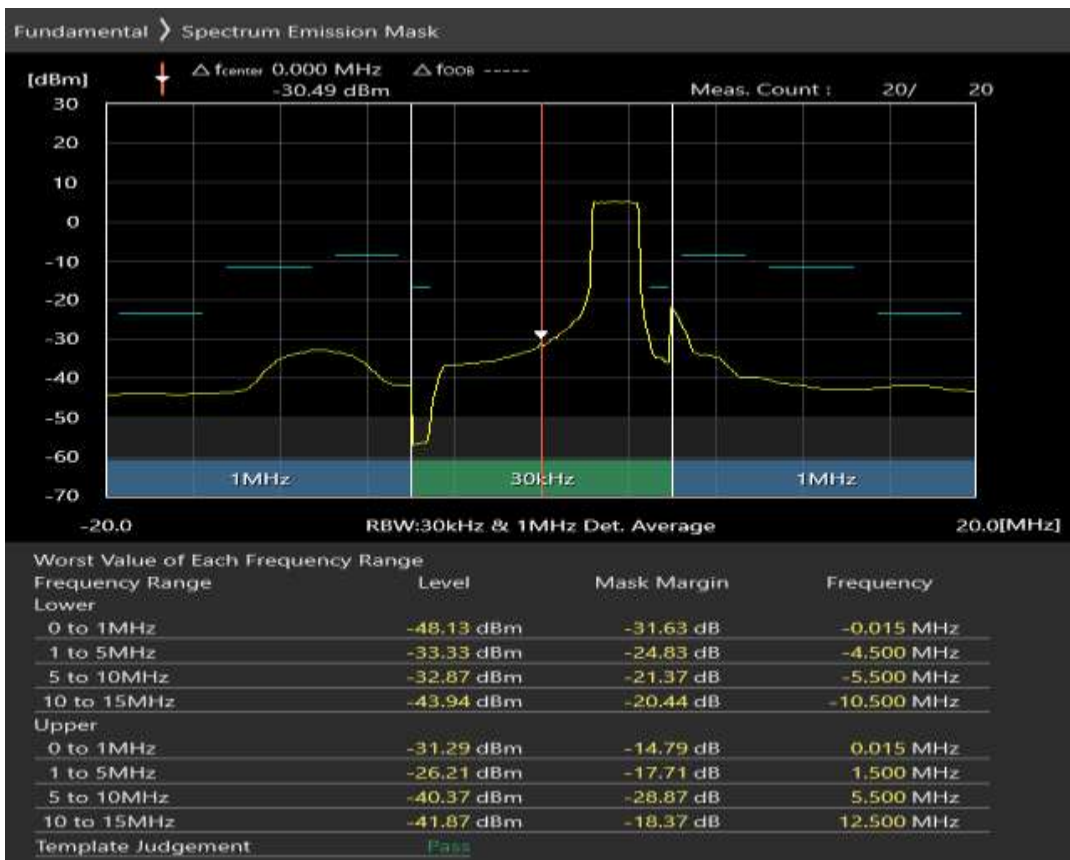 Fundamental ❯ Spectrum Emission Mask
[dBm] △ fcenter 0.000 MHz △ fOOB -----
-30.49 dBm Meas. Count : 20/ 20
30
20
10
0
-10
-20
-30
-40
-50
-60
-70
1MHz 30kHz 1MHz
-20.0 RBW:30kHz & 1MHz Det. Average 20.0[MHz]
Worst Value of Each Frequency Range
Frequency Range Level Mask Margin Frequency
Lower
0 to 1MHz -48.13 dBm -31.63 dB -0.015 MHz
1 to 5MHz -33.33 dBm -24.83 dB -4.500 MHz
5 to 10MHz -32.87 dBm -21.37 dB -5.500 MHz
10 to 15MHz -43.94 dBm -20.44 dB -10.500 MHz
Upper
0 to 1MHz -31.29 dBm -14.79 dB 0.015 MHz
1 to 5MHz -26.21 dBm -17.71 dB 1.500 MHz
5 to 10MHz -40.37 dBm -28.87 dB 5.500 MHz
10 to 15MHz -41.87 dBm -18.37 dB 12.500 MHz
Template Judgement Pass